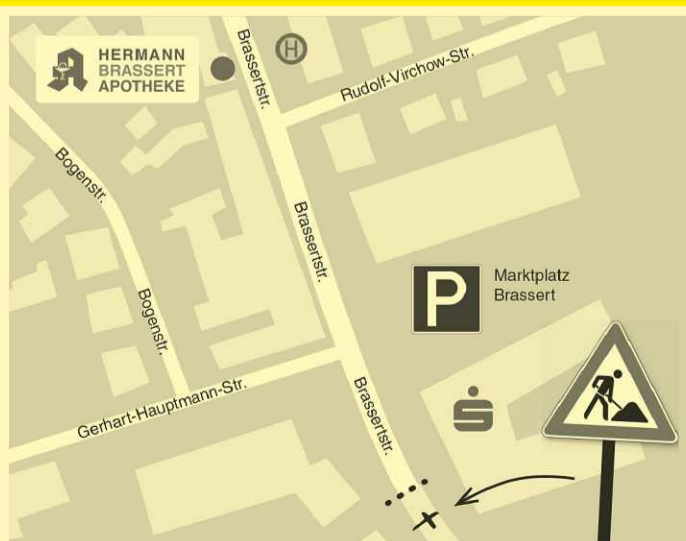 HERMANN
BRASSERT
APOTHEKE
Brassertstr.
H
Rudolf-Virchow-Str.
Bogenstr.
Brassertstr.
P
Marktplatz
Brassert
Bogenstr.
Gerhart-Hauptmann-Str.
Brassertstr.